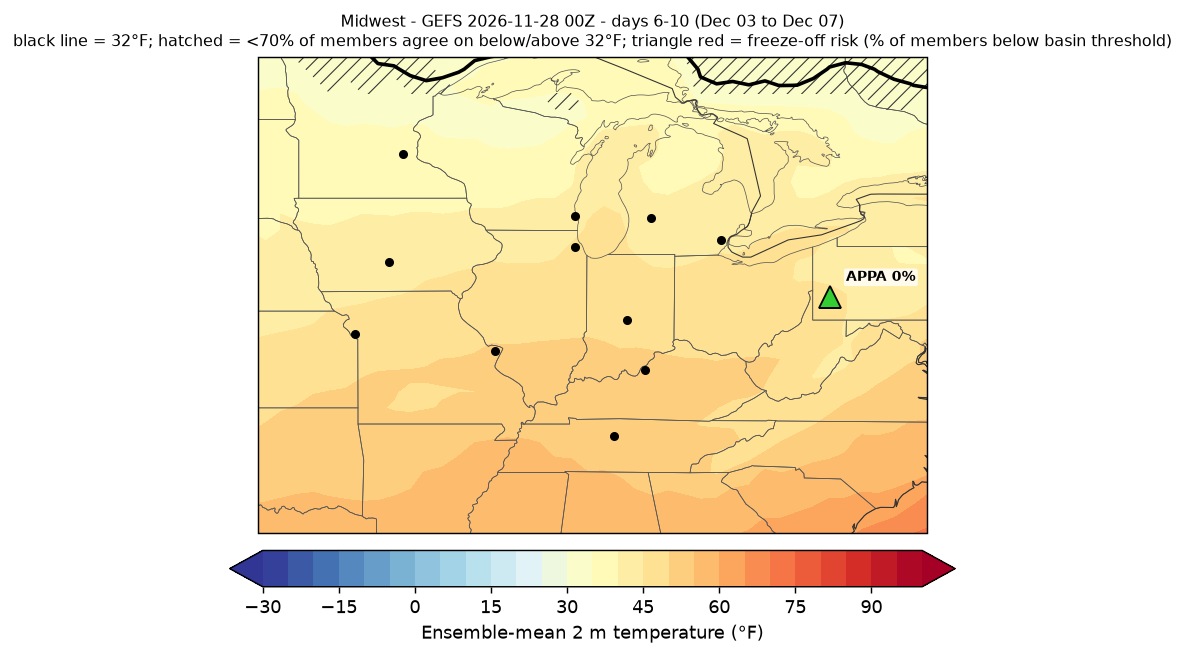 Midwest - GEFS 2026-11-28 00Z - days 6-10 (Dec 03 to Dec 07)
black line = 32°F; hatched = <70% of members agree on below/above 32°F; triangle red = freeze-off risk (% of members below basin threshold)
APPA 0%
−30 −15 0 15 30 45 60 75 90
Ensemble-mean 2 m temperature (°F)